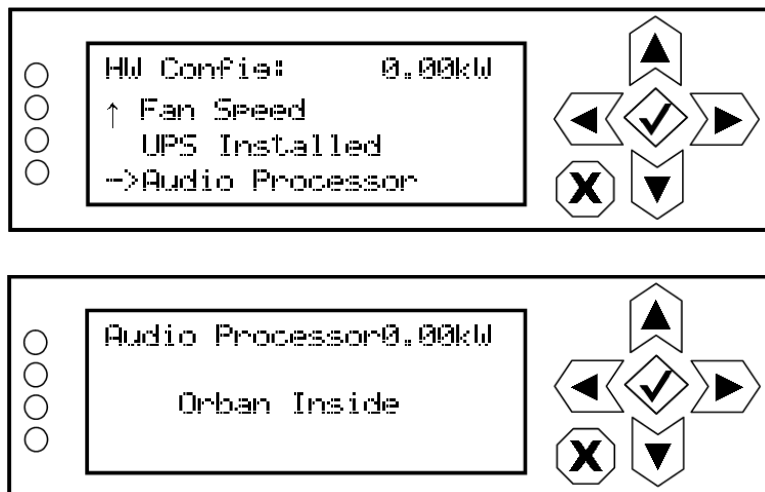 HW Config: 0.00kW
↑ Fan Speed
UPS Installed
->Audio Processor
X
Audio Processor0.00kW
Orban Inside
X